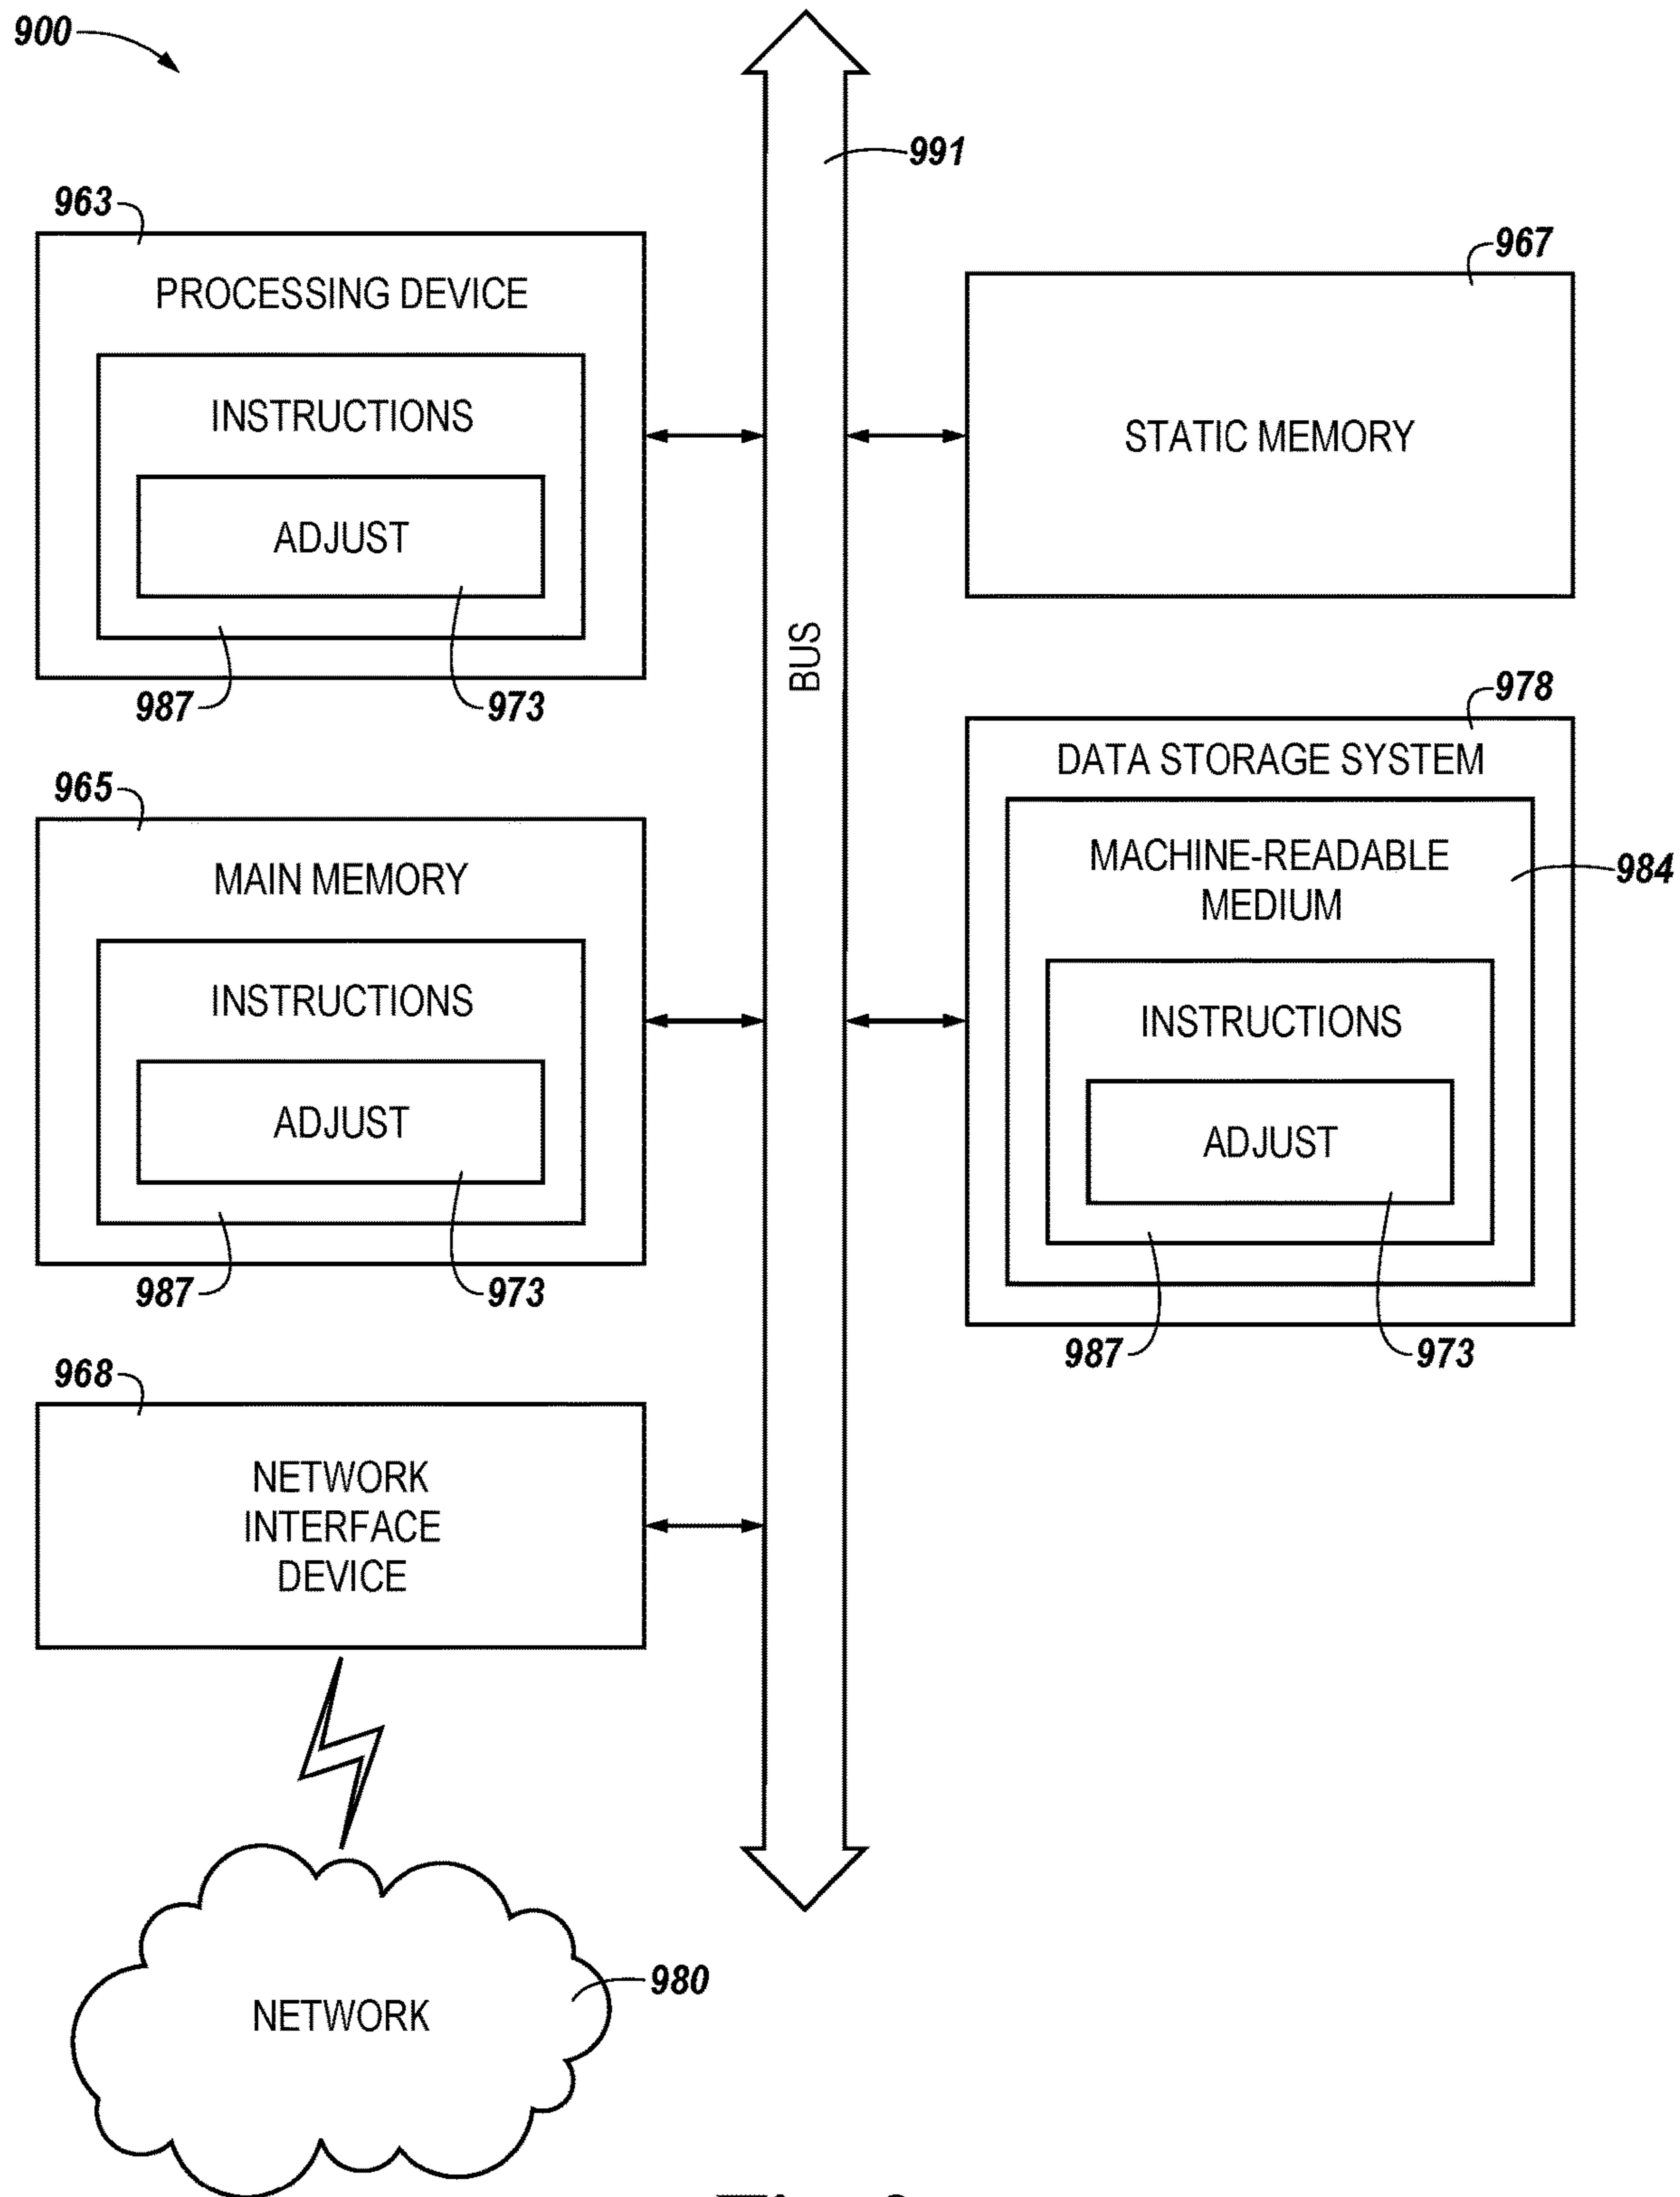 900
991
963
PROCESSING DEVICE
INSTRUCTIONS
ADJUST
987
973
967
STATIC MEMORY
BUS
965
MAIN MEMORY
INSTRUCTIONS
ADJUST
987
973
978
DATA STORAGE SYSTEM
MACHINE-READABLE
MEDIUM
984
INSTRUCTIONS
ADJUST
987
973
968
NETWORK
INTERFACE
DEVICE
NETWORK
980